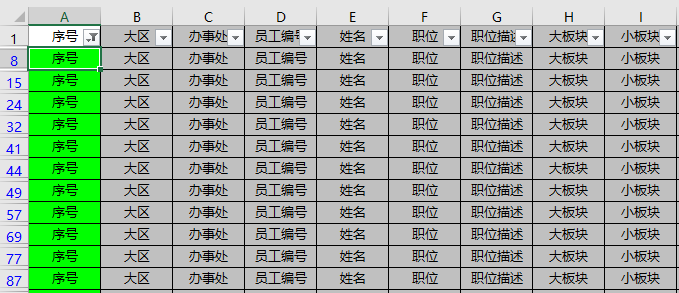 A B C D E F G H I
1 序号 大区 办事处 员工编号 姓名 职位 职位描述 大板块 小板块
8 序号 大区 办事处 员工编号 姓名 职位 职位描述 大板块 小板块
15 序号 大区 办事处 员工编号 姓名 职位 职位描述 大板块 小板块
24 序号 大区 办事处 员工编号 姓名 职位 职位描述 大板块 小板块
32 序号 大区 办事处 员工编号 姓名 职位 职位描述 大板块 小板块
41 序号 大区 办事处 员工编号 姓名 职位 职位描述 大板块 小板块
44 序号 大区 办事处 员工编号 姓名 职位 职位描述 大板块 小板块
49 序号 大区 办事处 员工编号 姓名 职位 职位描述 大板块 小板块
57 序号 大区 办事处 员工编号 姓名 职位 职位描述 大板块 小板块
69 序号 大区 办事处 员工编号 姓名 职位 职位描述 大板块 小板块
77 序号 大区 办事处 员工编号 姓名 职位 职位描述 大板块 小板块
87 序号 大区 办事处 员工编号 姓名 职位 职位描述 大板块 小板块